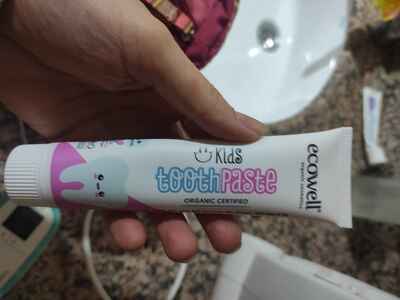 KIdS
tOOthPaSte
ORGANIC CERTIFIED
ecowell®